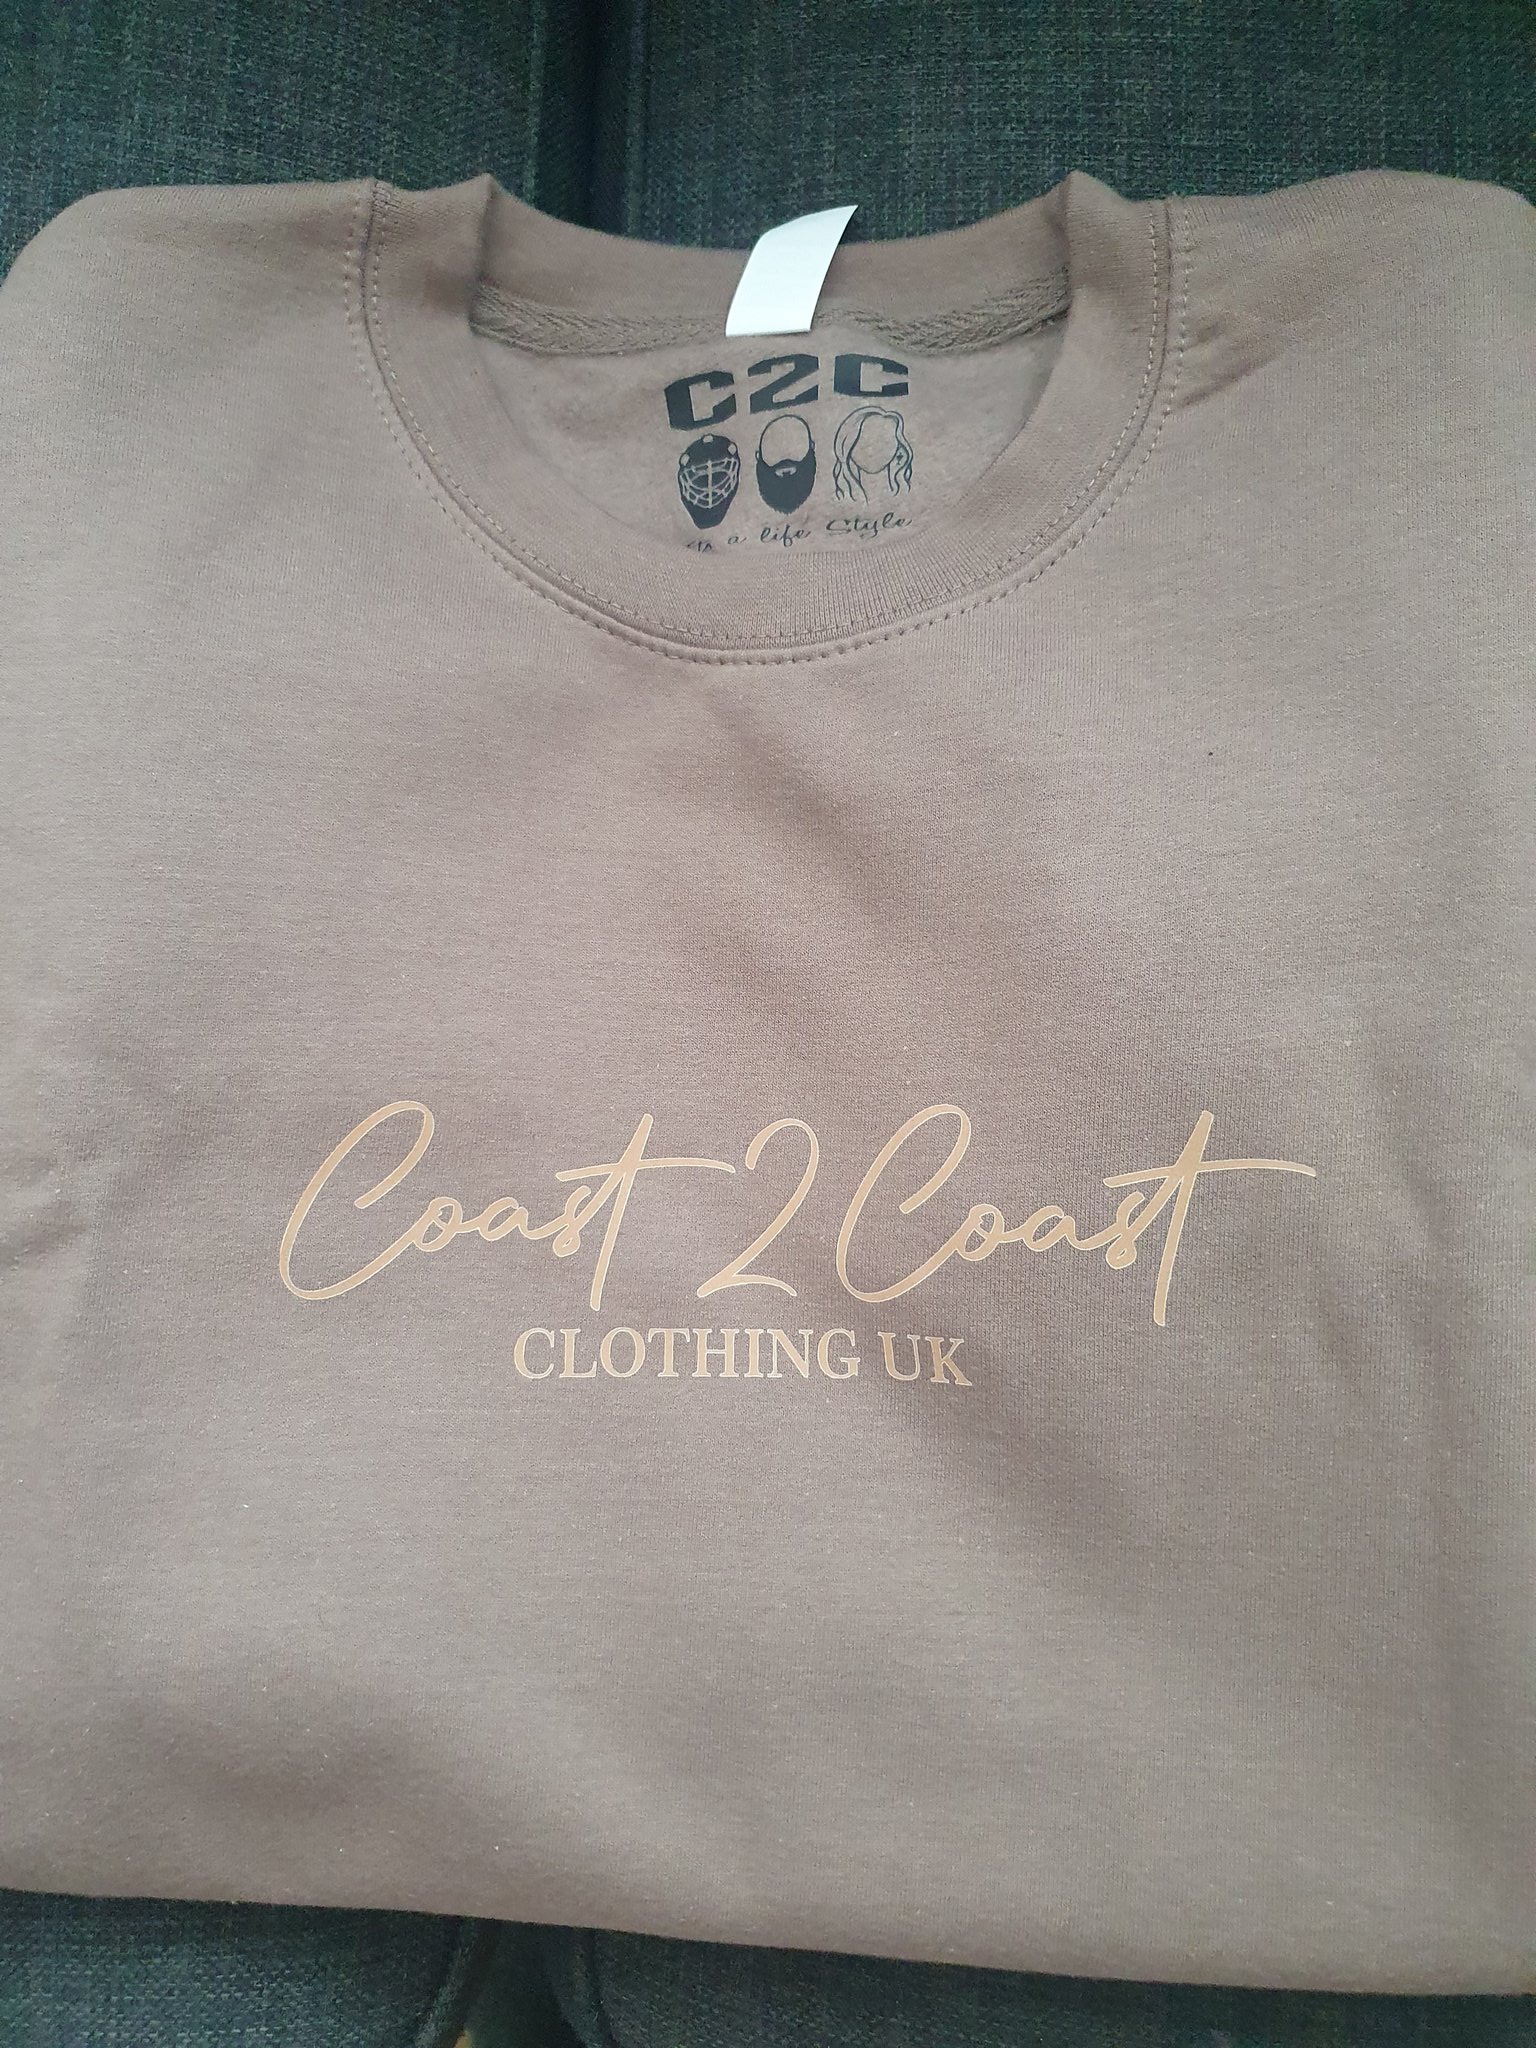 C2C
a life Style
Coast 2 Coast
CLOTHING UK